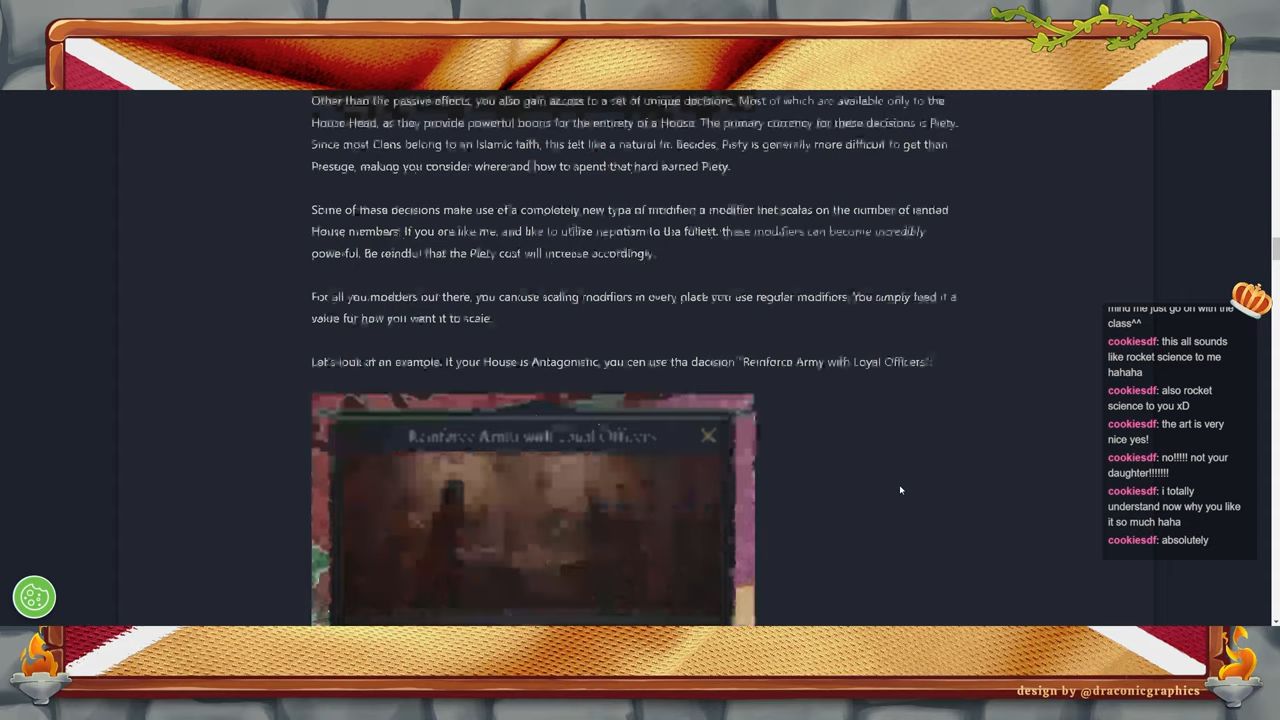 Other than the passive effects, you also gain access to a set of unique decisions. Most of which are available only to the
House Head, as they provide powerful boons for the entirety of a House. The primary currency for these decisions is Piety.
Since most Clans belong to an Islamic faith, this felt like a natural fit. Besides, Piety is generally more difficult to get than
Prestige, making you consider where and how to spend that hard earned Piety.
Some of these decisions make use of a completely new type of modifier: a modifier that scales on the number of landed
House members. If you are like me, and like to utilize nepotism to the fullest, these modifiers can become incredibly
powerful. Be mindful that the Piety cost will increase accordingly.
For all you modders out there, you can use scaling modifiers in every place you use regular modifiers. You simply feed it a
value for how you want it to scale.
Let's look at an example. If your House is Antagonistic, you can use the decision "Reinforce Army with Loyal Officers":
Reinforce Army with Loyal Officers
mind me just go on with the
class^^
cookiesdf: this all sounds
like rocket science to me
hahaha
cookiesdf: also rocket
science to you xD
cookiesdf: the art is very
nice yes!
cookiesdf: no!!!!! not your
daughter!!!!!!!
cookiesdf: i totally
understand now why you like
it so much haha
cookiesdf: absolutely
design by @draconicgraphics